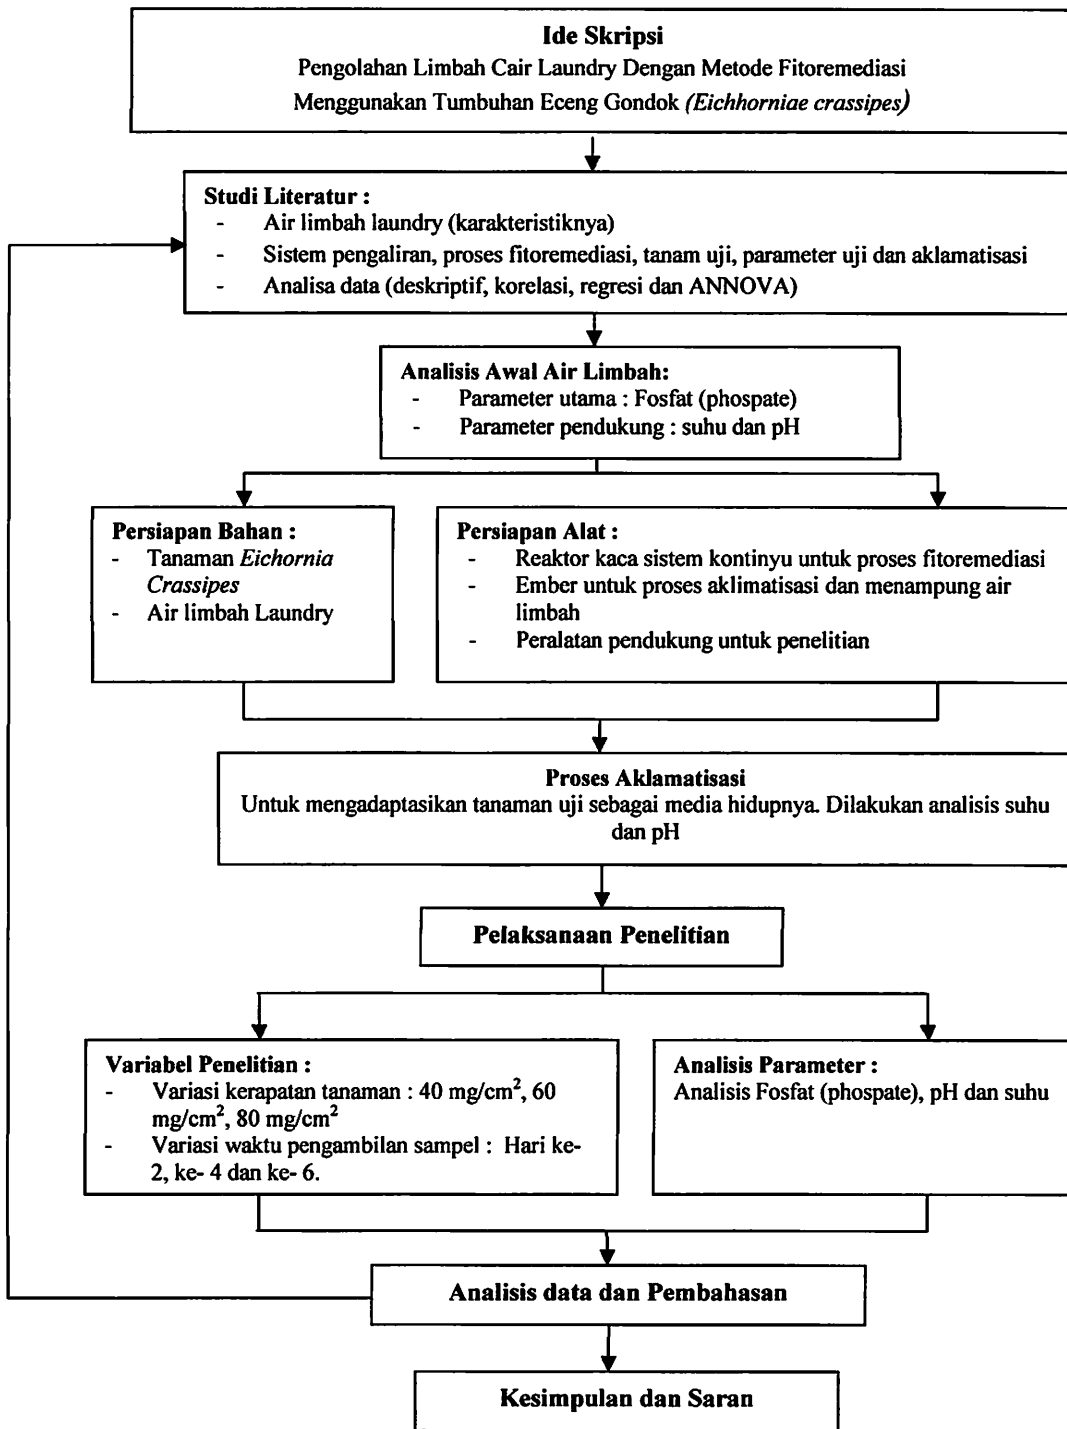 Ide Skripsi
Pengolahan Limbah Cair Laundry Dengan Metode Fitoremediasi
Menggunakan Tumbuhan Eceng Gondok (Eichhorniae crassipes)
Studi Literatur :
- Air limbah laundry (karakteristiknya)
- Sistem pengaliran, proses fitoremediasi, tanam uji, parameter uji dan aklamatisasi
- Analisa data (deskriptif, korelasi, regresi dan ANNOVA)
Analisis Awal Air Limbah:
- Parameter utama : Fosfat (phospate)
- Parameter pendukung : suhu dan pH
Persiapan Bahan :
- Tanaman Eichornia
Crassipes
- Air limbah Laundry
Persiapan Alat :
- Reaktor kaca sistem kontinyu untuk proses fitoremediasi
- Ember untuk proses aklimatisasi dan menampung air
limbah
- Peralatan pendukung untuk penelitian
Proses Aklamatisasi
Untuk mengadaptasikan tanaman uji sebagai media hidupnya. Dilakukan analisis suhu
dan pH
Pelaksanaan Penelitian
Variabel Penelitian :
- Variasi kerapatan tanaman : 40 mg/cm², 60
mg/cm², 80 mg/cm²
- Variasi waktu pengambilan sampel : Hari ke-
2, ke- 4 dan ke- 6.
Analisis Parameter :
Analisis Fosfat (phospate), pH dan suhu
Analisis data dan Pembahasan
Kesimpulan dan Saran